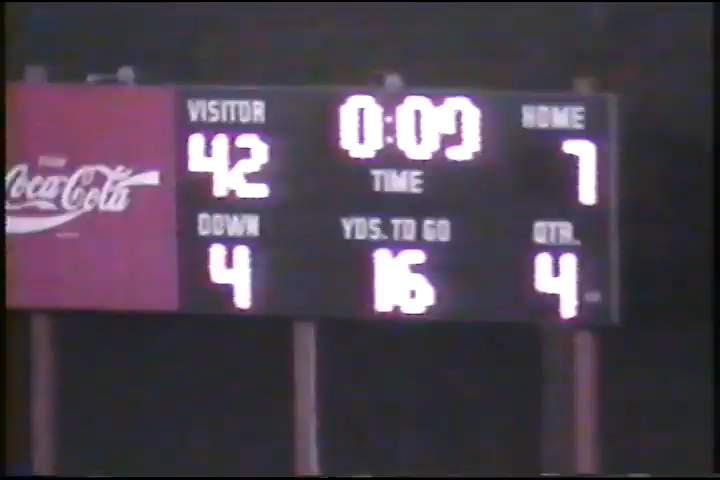 Coca-Cola
VISITOR 0:09 HOME
42 TIME 7
DOWN YDS. TO GO QTR.
4 16 4